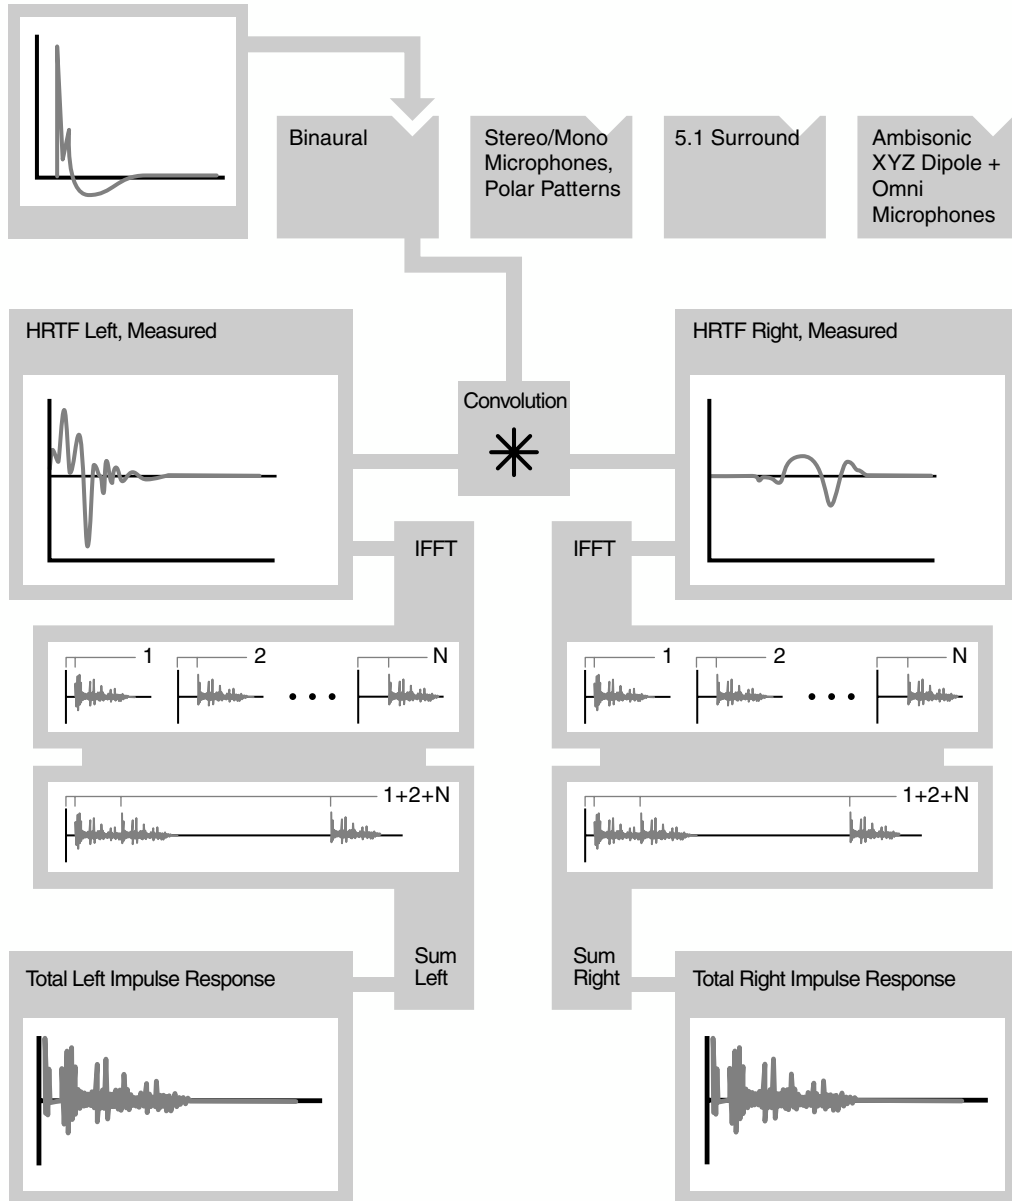 Binaural
Stereo/Mono
Microphones,
Polar Patterns
5.1 Surround
Ambisonic
XYZ Dipole +
Omni
Microphones
HRTF Left, Measured
HRTF Right, Measured
Convolution
IFFT
IFFT
1 2 N
1 2 N
1+2+N
1+2+N
Sum
Left
Sum
Right
Total Left Impulse Response
Total Right Impulse Response